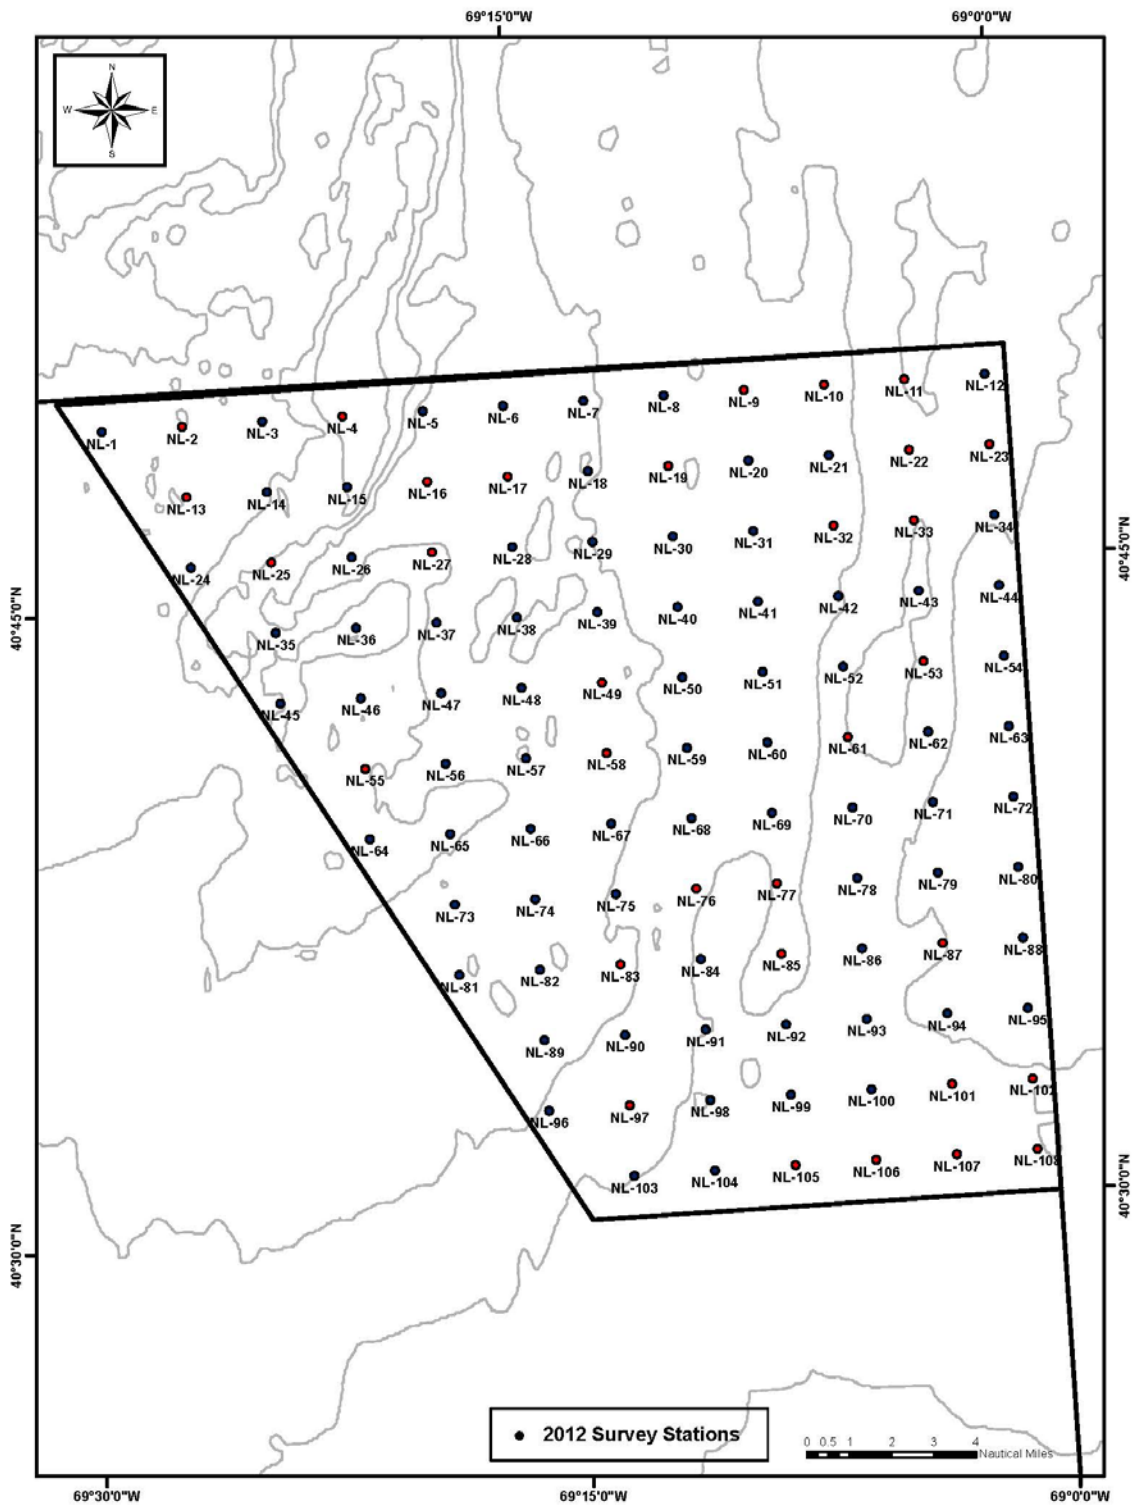 69°15'0"W 69°0'0"W
N
W E
S
NL-1 NL-2 NL-3 NL-4 NL-5 NL-6 NL-7 NL-8 NL-9 NL-10 NL-11 NL-12
NL-13 NL-14 NL-15 NL-16 NL-17 NL-18 NL-19 NL-20 NL-21 NL-22 NL-23
NL-24 NL-25 NL-26 NL-27 NL-28 NL-29 NL-30 NL-31 NL-32 NL-33 NL-34
40°45'0"N
40°45'0"N
NL-35 NL-36 NL-37 NL-38 NL-39 NL-40 NL-41 NL-42 NL-43 NL-44
NL-45 NL-46 NL-47 NL-48 NL-49 NL-50 NL-51 NL-52 NL-53 NL-54
NL-55 NL-56 NL-57 NL-58 NL-59 NL-60 NL-61 NL-62 NL-63
NL-64 NL-65 NL-66 NL-67 NL-68 NL-69 NL-70 NL-71 NL-72
NL-73 NL-74 NL-75 NL-76 NL-77 NL-78 NL-79 NL-80
NL-81 NL-82 NL-83 NL-84 NL-85 NL-86 NL-87 NL-88
NL-89 NL-90 NL-91 NL-92 NL-93 NL-94 NL-95
NL-96 NL-97 NL-98 NL-99 NL-100 NL-101 NL-102
NL-103 NL-104 NL-105 NL-106 NL-107 NL-108
40°30'0"N
40°30'0"N
2012 Survey Stations
0 0.5 1 2 3 4
Nautical Miles
69°30'0"W 69°15'0"W 69°0'0"W